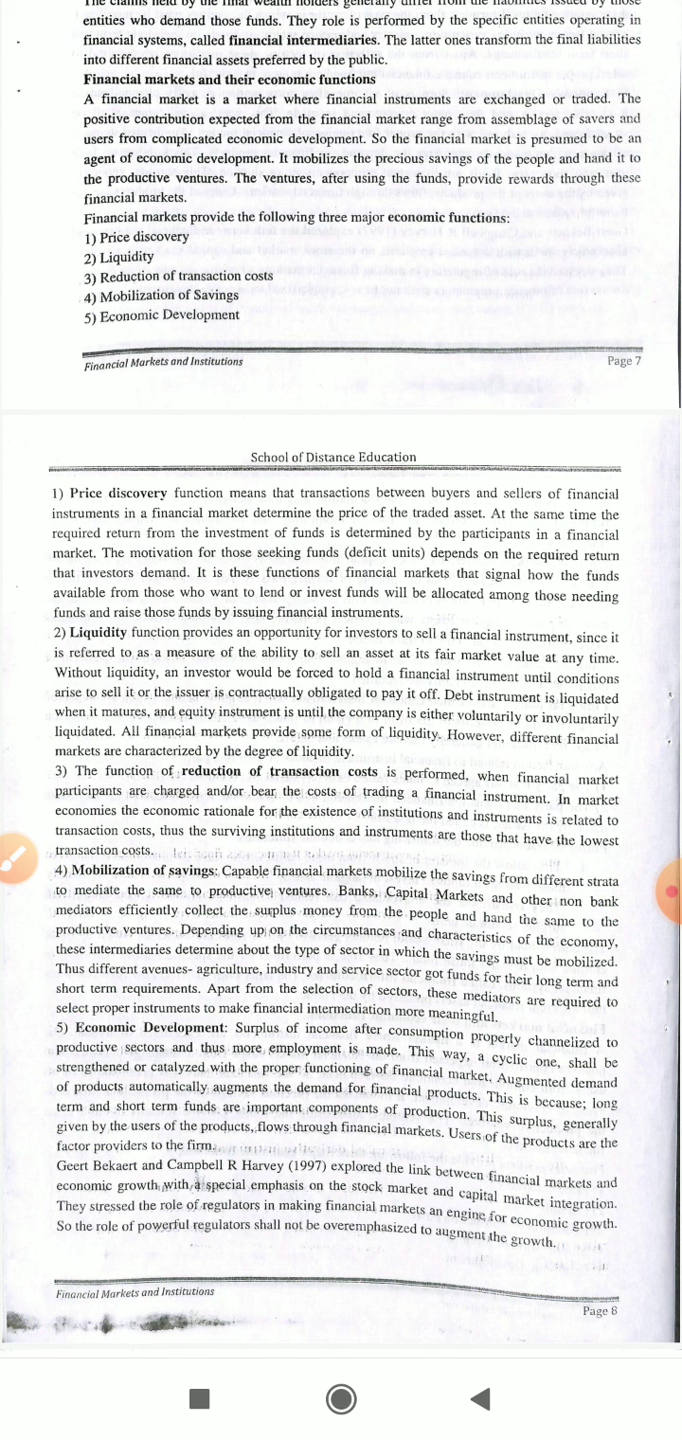 The claims held by the final wealth holders generally differ from the liabilities issued by those
entities who demand those funds. They role is performed by the specific entities operating in
financial systems, called financial intermediaries. The latter ones transform the final liabilities
into different financial assets preferred by the public.
Financial markets and their economic functions
A financial market is a market where financial instruments are exchanged or traded. The
positive contribution expected from the financial market range from assemblage of savers and
users from complicated economic development. So the financial market is presumed to be an
agent of economic development. It mobilizes the precious savings of the people and hand it to
the productive ventures. The ventures, after using the funds, provide rewards through these
financial markets.
Financial markets provide the following three major economic functions:
1) Price discovery
2) Liquidity
3) Reduction of transaction costs
4) Mobilization of Savings
5) Economic Development
Financial Markets and Institutions Page 7
School of Distance Education
1) Price discovery function means that transactions between buyers and sellers of financial
instruments in a financial market determine the price of the traded asset. At the same time the
required return from the investment of funds is determined by the participants in a financial
market. The motivation for those seeking funds (deficit units) depends on the required return
that investors demand. It is these functions of financial markets that signal how the funds
available from those who want to lend or invest funds will be allocated among those needing
funds and raise those funds by issuing financial instruments.
2) Liquidity function provides an opportunity for investors to sell a financial instrument, since it
is referred to as a measure of the ability to sell an asset at its fair market value at any time.
Without liquidity, an investor would be forced to hold a financial instrument until conditions
arise to sell it or the issuer is contractually obligated to pay it off. Debt instrument is liquidated
when it matures, and equity instrument is until the company is either voluntarily or involuntarily
liquidated. All financial markets provide some form of liquidity. However, different financial
markets are characterized by the degree of liquidity.
3) The function of reduction of transaction costs is performed, when financial market
participants are charged and/or bear the costs of trading a financial instrument. In market
economies the economic rationale for the existence of institutions and instruments is related to
transaction costs, thus the surviving institutions and instruments are those that have the lowest
transaction costs.
4) Mobilization of savings: Capable financial markets mobilize the savings from different strata
to mediate the same to productive ventures. Banks, Capital Markets and other non bank
mediators efficiently collect the surplus money from the people and hand the same to the
productive ventures. Depending up on the circumstances and characteristics of the economy,
these intermediaries determine about the type of sector in which the savings must be mobilized.
Thus different avenues- agriculture, industry and service sector got funds for their long term and
short term requirements. Apart from the selection of sectors, these mediators are required to
select proper instruments to make financial intermediation more meaningful.
5) Economic Development: Surplus of income after consumption properly channelized to
productive sectors and thus more employment is made. This way, a cyclic one, shall be
strengthened or catalyzed with the proper functioning of financial market. Augmented demand
of products automatically augments the demand for financial products. This is because; long
term and short term funds are important components of production. This surplus, generally
given by the users of the products, flows through financial markets. Users of the products are the
factor providers to the firm.
Geert Bekaert and Campbell R Harvey (1997) explored the link between financial markets and
economic growth with a special emphasis on the stock market and capital market integration.
They stressed the role of regulators in making financial markets an engine for economic growth.
So the role of powerful regulators shall not be overemphasized to augment the growth.
Financial Markets and Institutions
Page 8